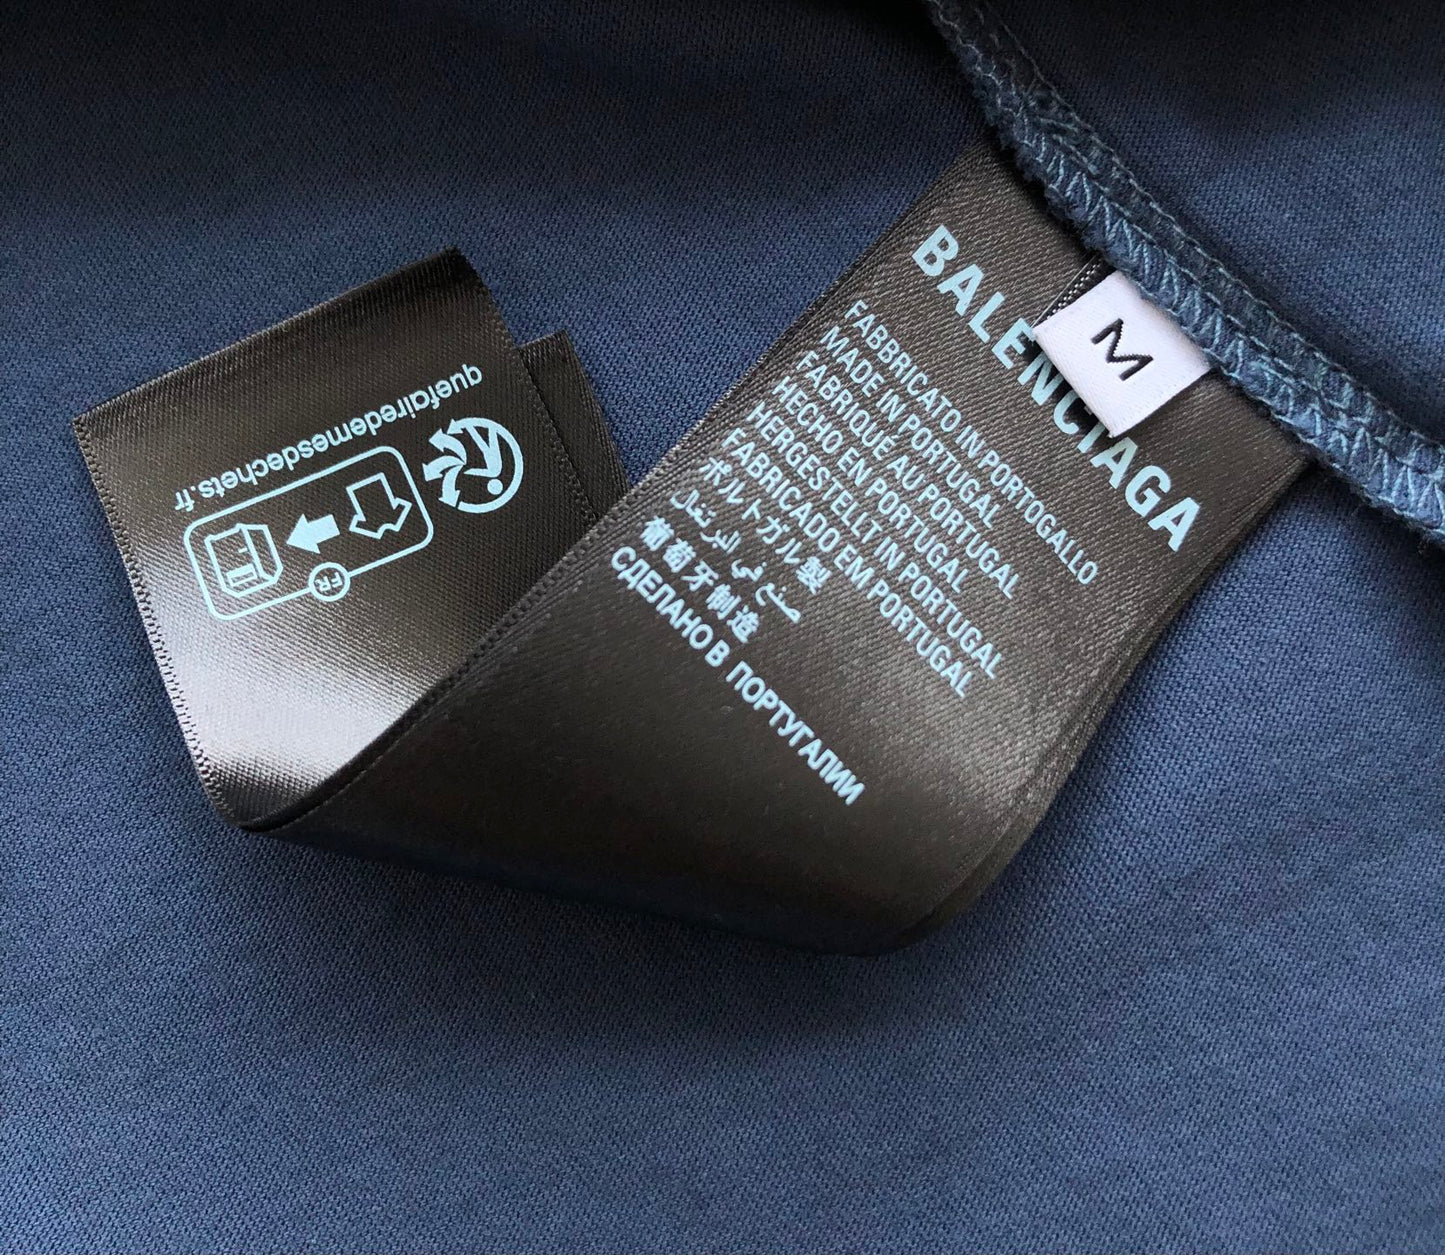 BALENCIAGA
M
FABBRICATO IN PORTOGALLO
MADE IN PORTUGAL
FABRIQUÉ AU PORTUGAL
HECHO EN PORTUGAL
HERGESTELLT IN PORTUGAL
FABRICADO EM PORTUGAL
ポルトガル製
صنع في البرتغال
葡萄牙制造
СДЕЛАНО В ПОРТУГАЛИИ
quefairedemesdechets.fr
FR